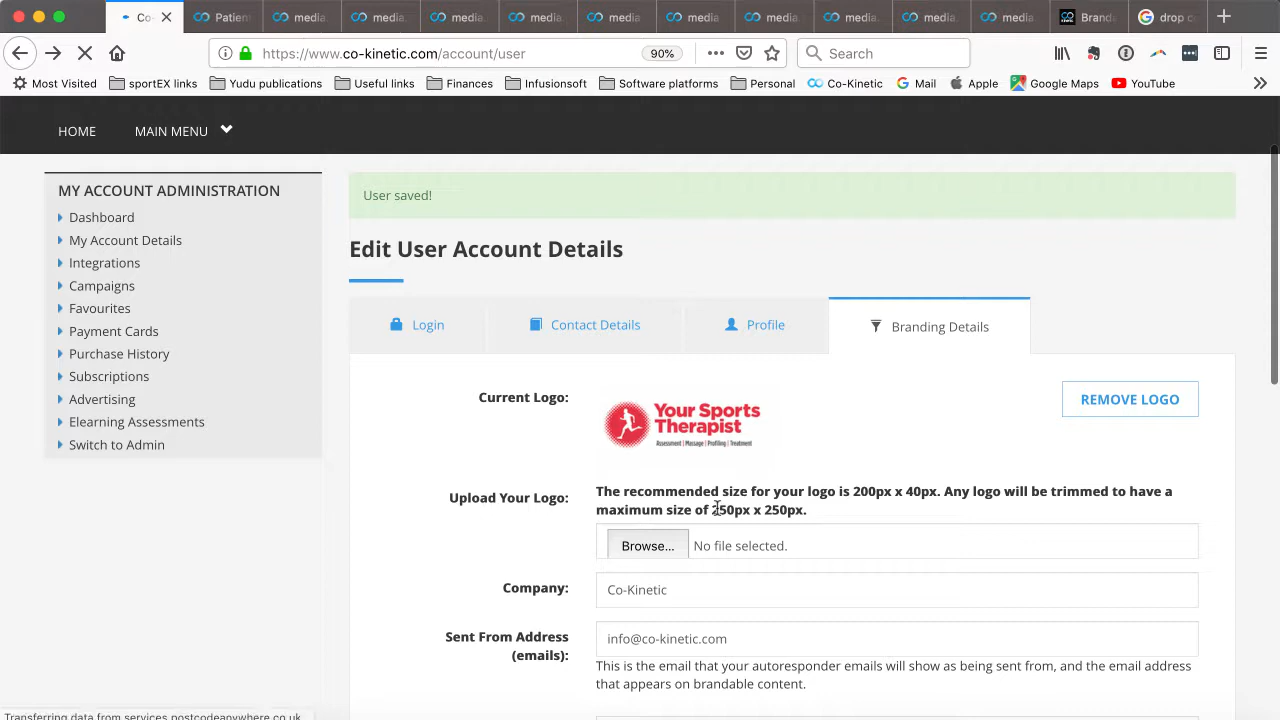 Co-
Patient
media.
media.
media.
media.
media.
media.
media.
media.
media.
media
Brand
drop c
https://www.co-kinetic.com/account/user
90%
Search
Most Visited
sportEX links
Yudu publications
Useful links
Finances
Infusionsoft
Software platforms
Personal
Co-Kinetic
Mail
Apple
Google Maps
YouTube
HOME
MAIN MENU
MY ACCOUNT ADMINISTRATION
Dashboard
My Account Details
Integrations
Campaigns
Favourites
Payment Cards
Purchase History
Subscriptions
Advertising
Elearning Assessments
Switch to Admin
User saved!
Edit User Account Details
Login
Contact Details
Profile
Branding Details
Current Logo:
Your Sports
Therapist
Assessment | Massage | Profiling | Treatment
REMOVE LOGO
Upload Your Logo:
The recommended size for your logo is 200px x 40px. Any logo will be trimmed to have a
maximum size of 250px x 250px.
Browse...
No file selected.
Company:
Co-Kinetic
Sent From Address
(emails):
info@co-kinetic.com
This is the email that your autoresponder emails will show as being sent from, and the email address
that appears on brandable content.
Transferring data from services.postcodeanywhere.co.uk...